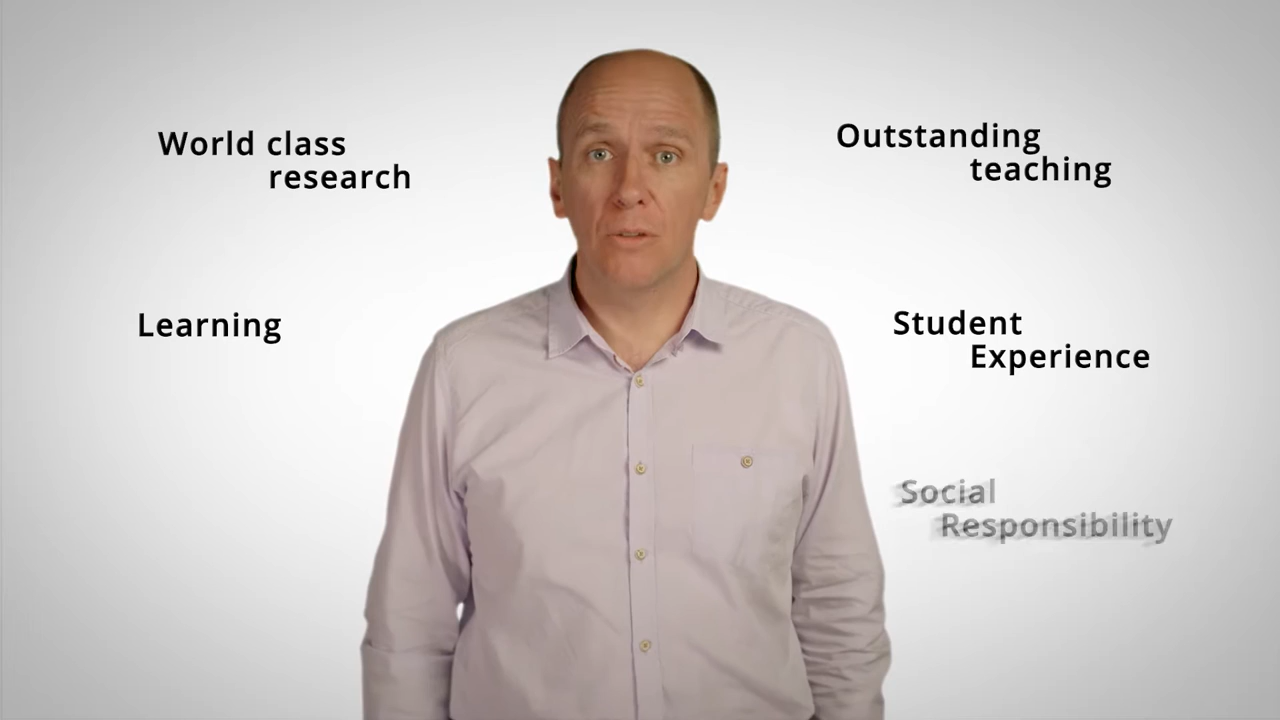 World class
research
Outstanding
teaching
Learning
Student
Experience
Social
Responsibility